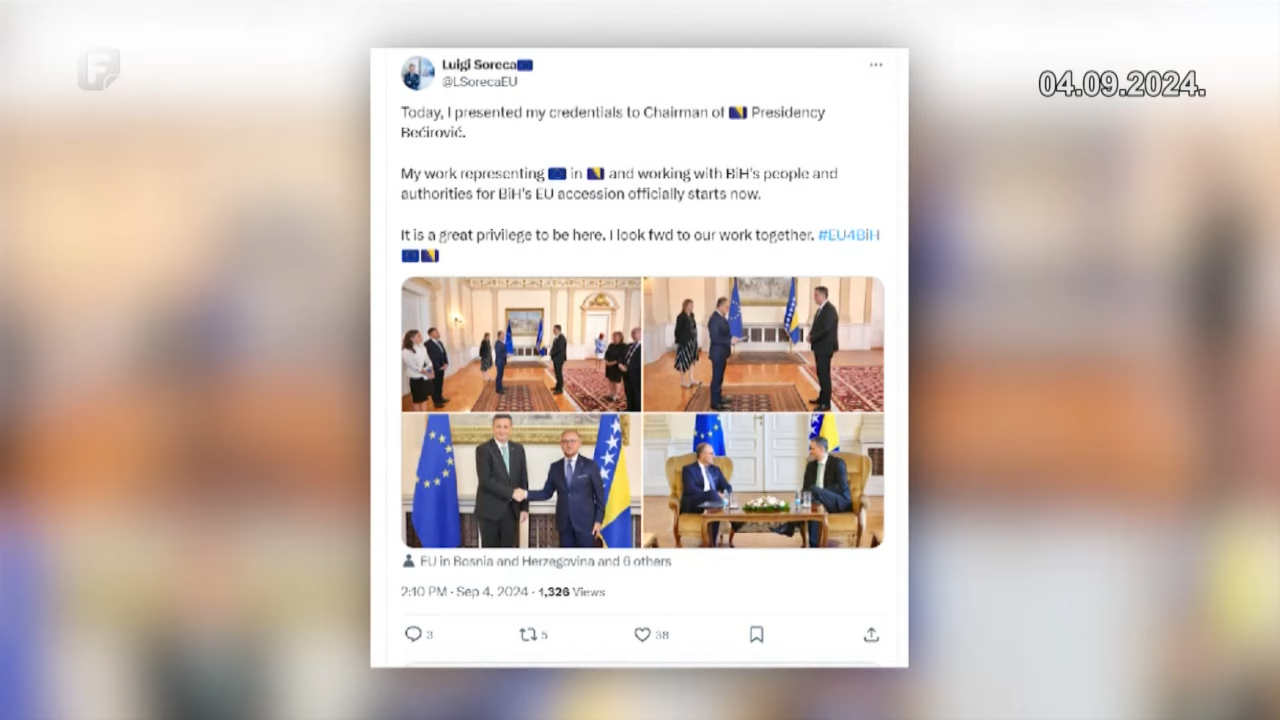 F
04.09.2024.
Luigi Soreca🇪🇺
@LSorecaEU
Today, I presented my credentials to Chairman of 🇧🇦 Presidency
Bećirović.
My work representing 🇪🇺 in 🇧🇦 and working with BiH's people and
authorities for BiH's EU accession officially starts now.
It is a great privilege to be here. I look fwd to our work together. #EU4BiH
🇪🇺🇧🇦
EU in Bosnia and Herzegovina and 6 others
2:10 PM · Sep 4, 2024 · 1,326 Views
3 5 38